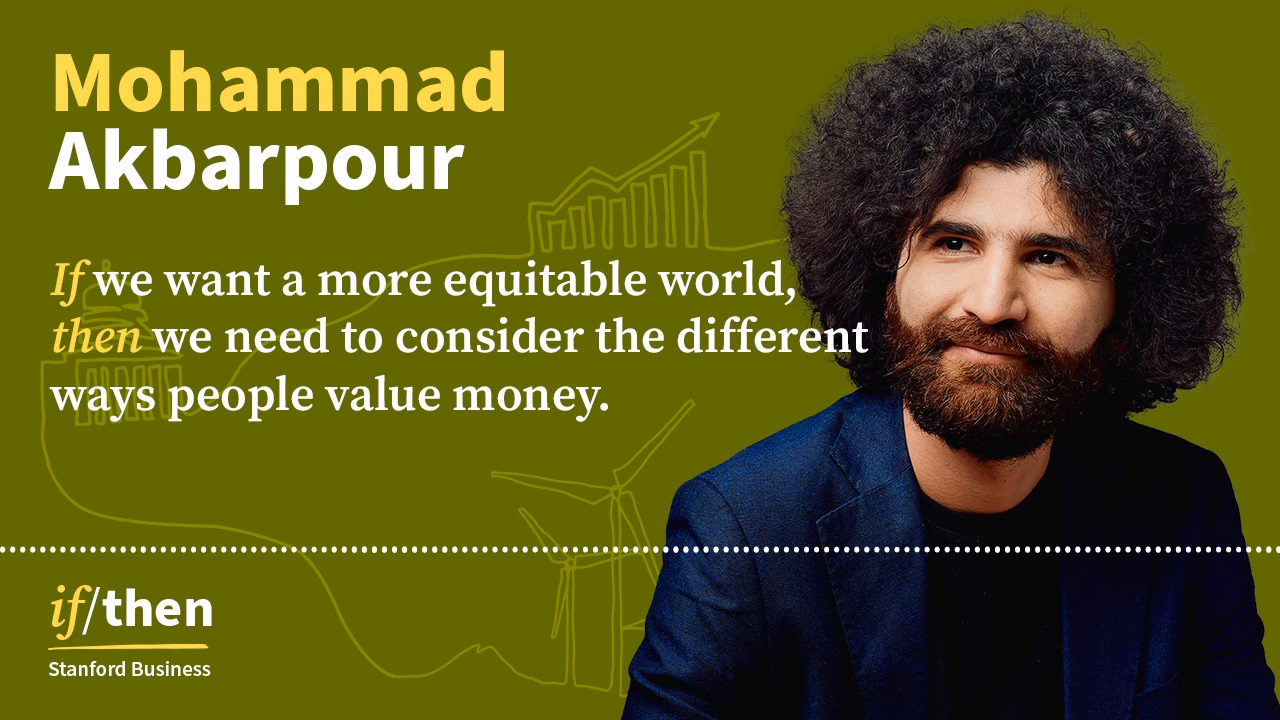 Mohammad
Akbarpour
If we want a more equitable world,
then we need to consider the different
ways people value money.
if/then
Stanford Business